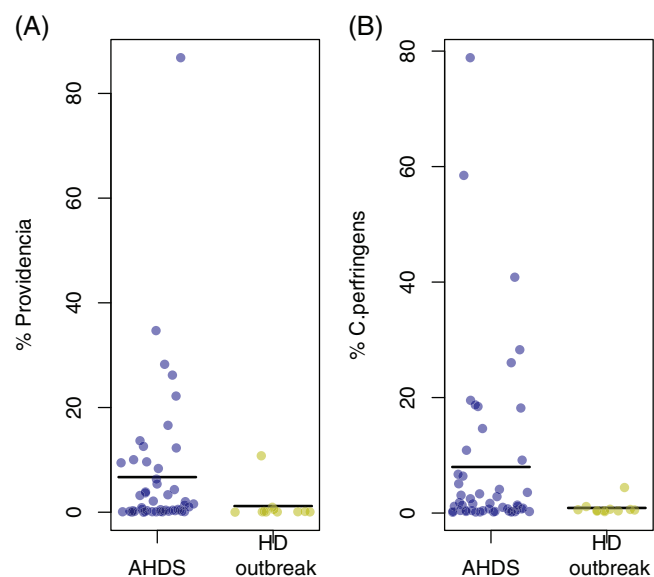 (A)
% Providencia
80
60
40
20
0
AHDS
HD
outbreak
(B)
% C.perfringens
80
60
40
20
0
AHDS
HD
outbreak